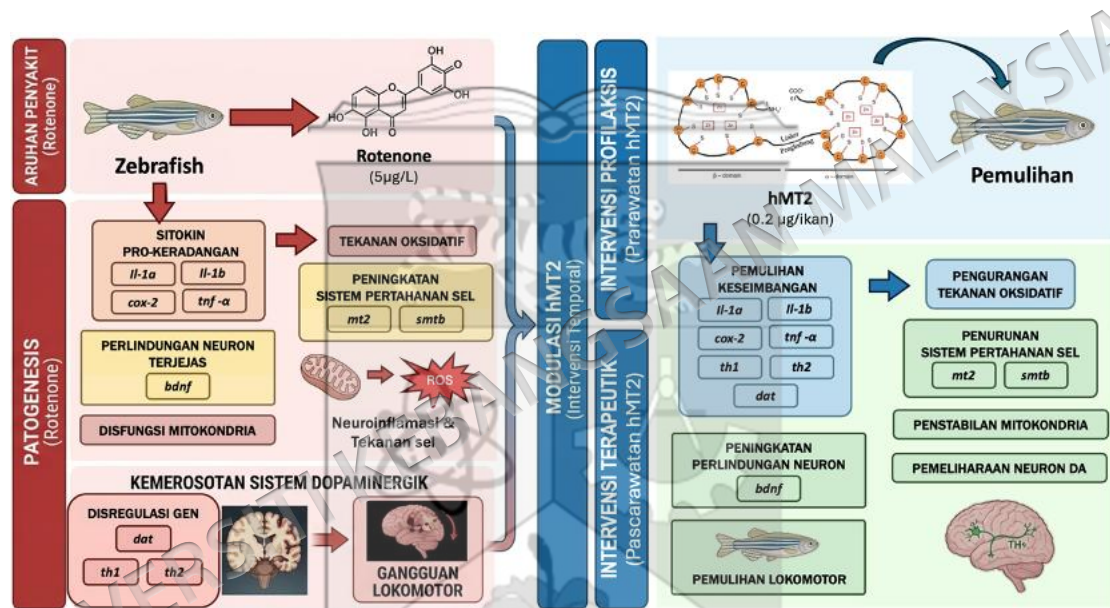 ARUHAN PENYAKIT
(Rotenone)
Zebrafish
OH
O
OH
OH
HO
OH
O
Rotenone
(5µg/L)
PATOGENESIS
(Rotenone)
SITOKIN
PRO-KERADANGAN
Il-1a
Il-1b
cox-2
tnf -α
TEKANAN OKSIDATIF
PENINGKATAN
SISTEM PERTAHANAN SEL
mt2
smtb
PERLINDUNGAN NEURON
TERJEJAS
bdnf
DISFUNGSI MITOKONDRIA
ROS
Neuroinflamasi &
Tekanan sel
KEMEROSOTAN SISTEM DOPAMINERGIK
DISREGULASI GEN
dat
th1
th2
GANGGUAN
LOKOMOTOR
MODULASI hMT2
(Intervensi Temporal)
INTERVENSI PROFILAKSIS
(Prarawatan hMT2)
INTERVENSI TERAPEUTIK
(Pascarawatan hMT2)
Linker
β - domain
α - domain
hMT2
(0.2 µg/ikan)
Pemulihan
PEMULIHAN
KESEIMBANGAN
Il-1a
Il-1b
cox-2
tnf -α
th1
th2
dat
PENGURANGAN
TEKANAN OKSIDATIF
PENURUNAN
SISTEM PERTAHANAN SEL
mt2
smtb
PENSTABILAN MITOKONDRIA
PENINGKATAN
PERLINDUNGAN NEURON
bdnf
PEMELIHARAAN NEURON DA
TH+
PEMULIHAN LOKOMOTOR
VERSITI KEBANGSAAN MALAYSIA